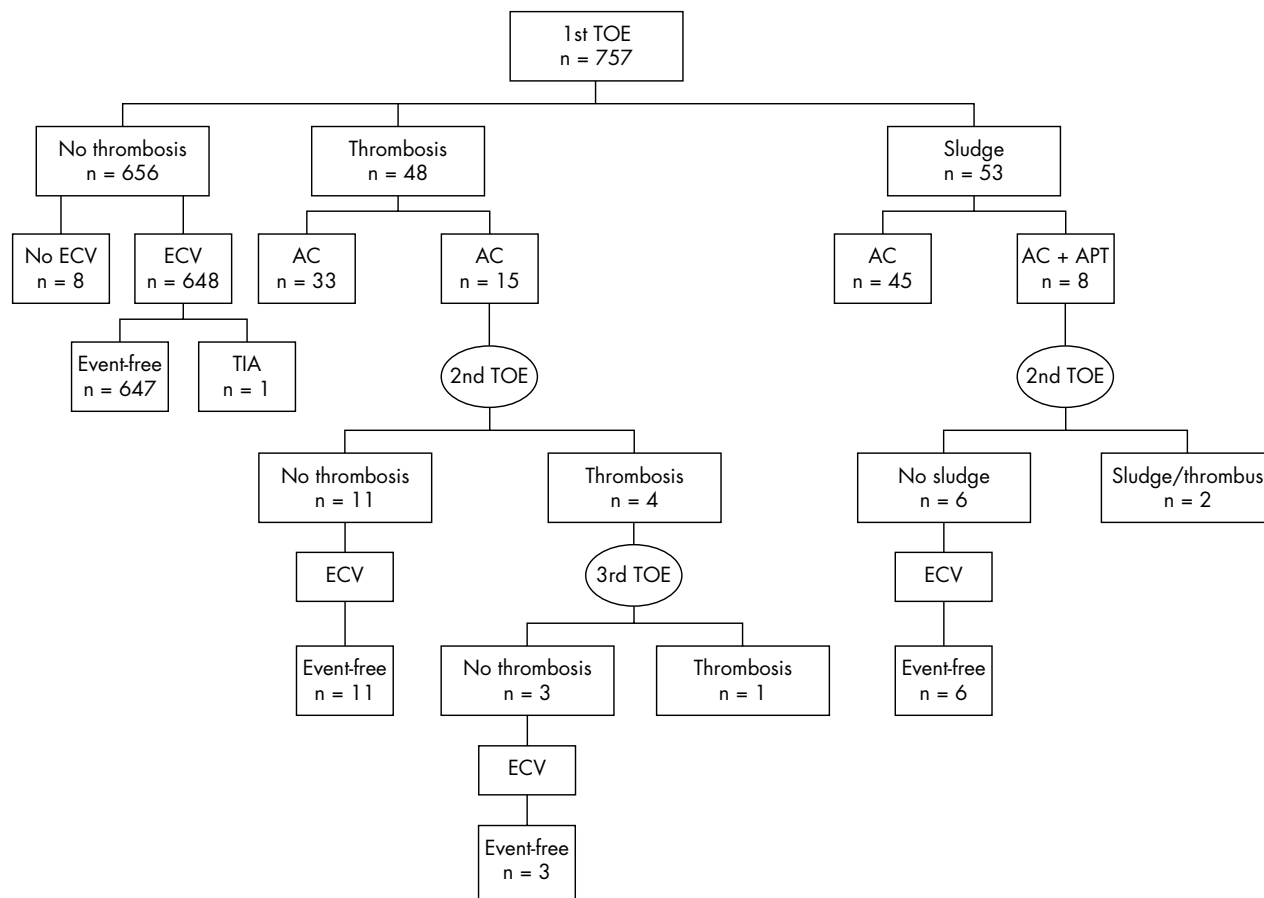 1st TOE
n = 757
No thrombosis
n = 656
Thrombosis
n = 48
Sludge
n = 53
No ECV
n = 8
ECV
n = 648
AC
n = 33
AC
n = 15
AC
n = 45
AC + APT
n = 8
Event-free
n = 647
TIA
n = 1
2nd TOE
2nd TOE
No thrombosis
n = 11
Thrombosis
n = 4
No sludge
n = 6
Sludge/thrombus
n = 2
ECV
3rd TOE
ECV
Event-free
n = 11
No thrombosis
n = 3
Thrombosis
n = 1
Event-free
n = 6
ECV
Event-free
n = 3